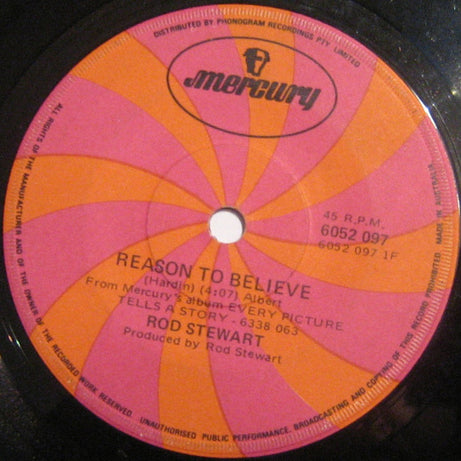 DISTRIBUTED BY PHONOGRAM RECORDINGS PTY. LIMITED
mercury
45 R.P.M.
6052 097
6052 097 1F
REASON TO BELIEVE
(Hardin) (4:07) Albert
From Mercury's album EVERY PICTURE
TELLS A STORY - 6338 063
ROD STEWART
Produced by Rod Stewart
ALL RIGHTS OF THE MANUFACTURER AND OF THE OWNER OF THE RECORDED WORK RESERVED. UNAUTHORISED PUBLIC PERFORMANCE, BROADCASTING AND COPYING OF THIS RECORD PROHIBITED. MADE IN AUSTRALIA